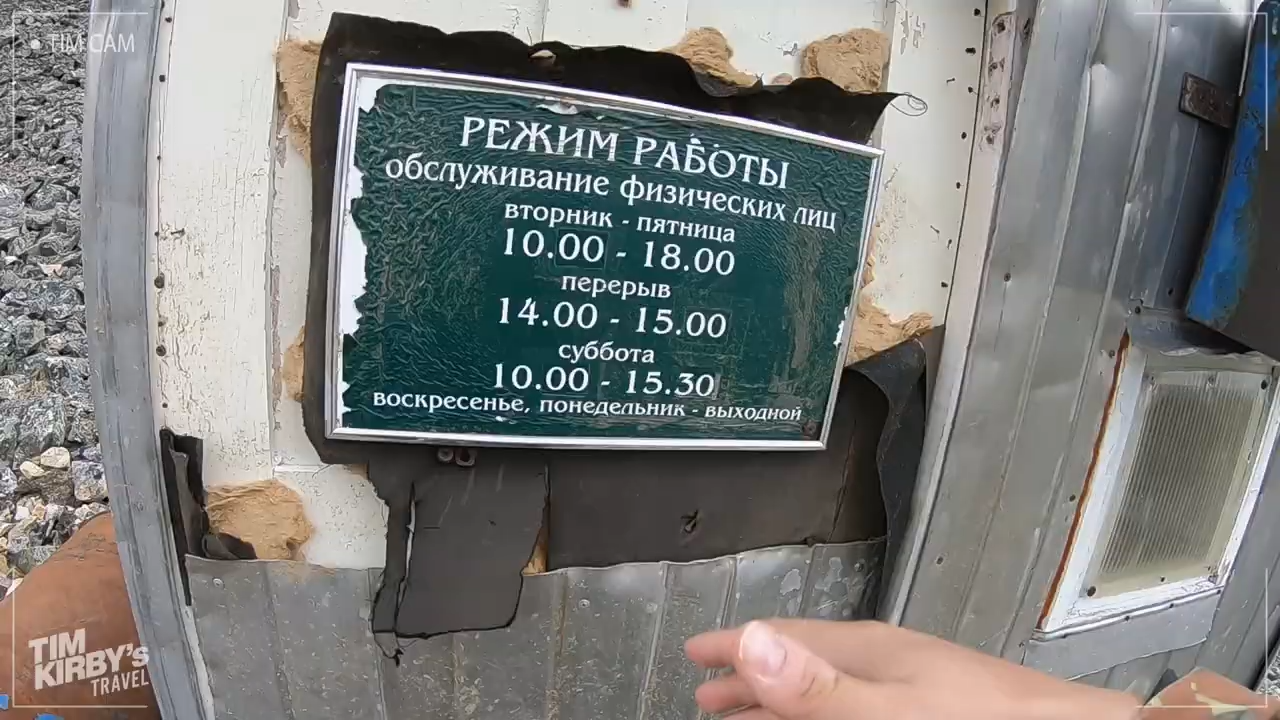 TIM CAM
РЕЖИМ РАБОТЫ
обслуживание физических лиц
вторник - пятница
10.00 - 18.00
перерыв
14.00 - 15.00
суббота
10.00 - 15.30
воскресенье, понедельник - выходной
TIM
KIRBY'S
TRAVEL